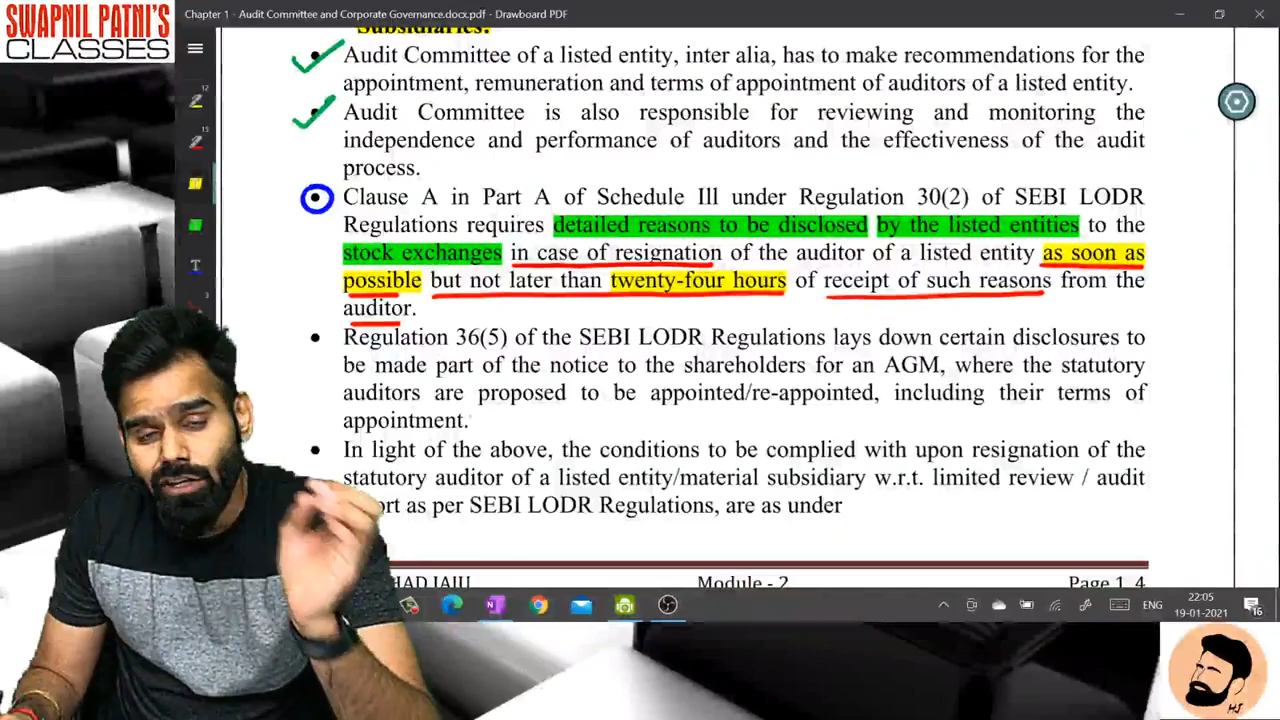 SWAPNIL PATNI'S
CLASSES
Chapter 1 - Audit Committee and Corporate Governance.docx.pdf - Drawboard PDF
Subsidiaries:
Audit Committee of a listed entity, inter alia, has to make recommendations for the
appointment, remuneration and terms of appointment of auditors of a listed entity.
Audit Committee is also responsible for reviewing and monitoring the
independence and performance of auditors and the effectiveness of the audit
process.
Clause A in Part A of Schedule Ill under Regulation 30(2) of SEBI LODR
Regulations requires detailed reasons to be disclosed by the listed entities to the
stock exchanges in case of resignation of the auditor of a listed entity as soon as
possible but not later than twenty-four hours of receipt of such reasons from the
auditor.
Regulation 36(5) of the SEBI LODR Regulations lays down certain disclosures to
be made part of the notice to the shareholders for an AGM, where the statutory
auditors are proposed to be appointed/re-appointed, including their terms of
appointment.
In light of the above, the conditions to be complied with upon resignation of the
statutory auditor of a listed entity/material subsidiary w.r.t. limited review / audit
ort as per SEBI LODR Regulations, are as under
Module - 2
Page 1. 4
12
15
T
3
ENG
22:05
19-01-2021
16
HJ